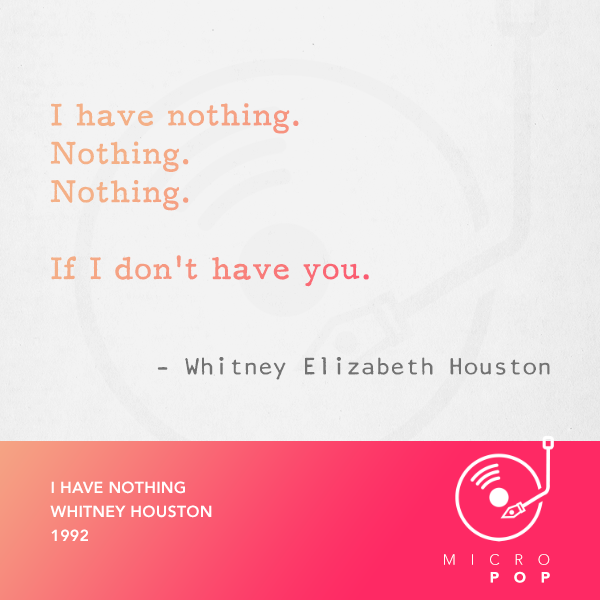 I have nothing.
Nothing.
Nothing.
If I don't have you.
– Whitney Elizabeth Houston
I HAVE NOTHING
WHITNEY HOUSTON
1992
MICRO
POP